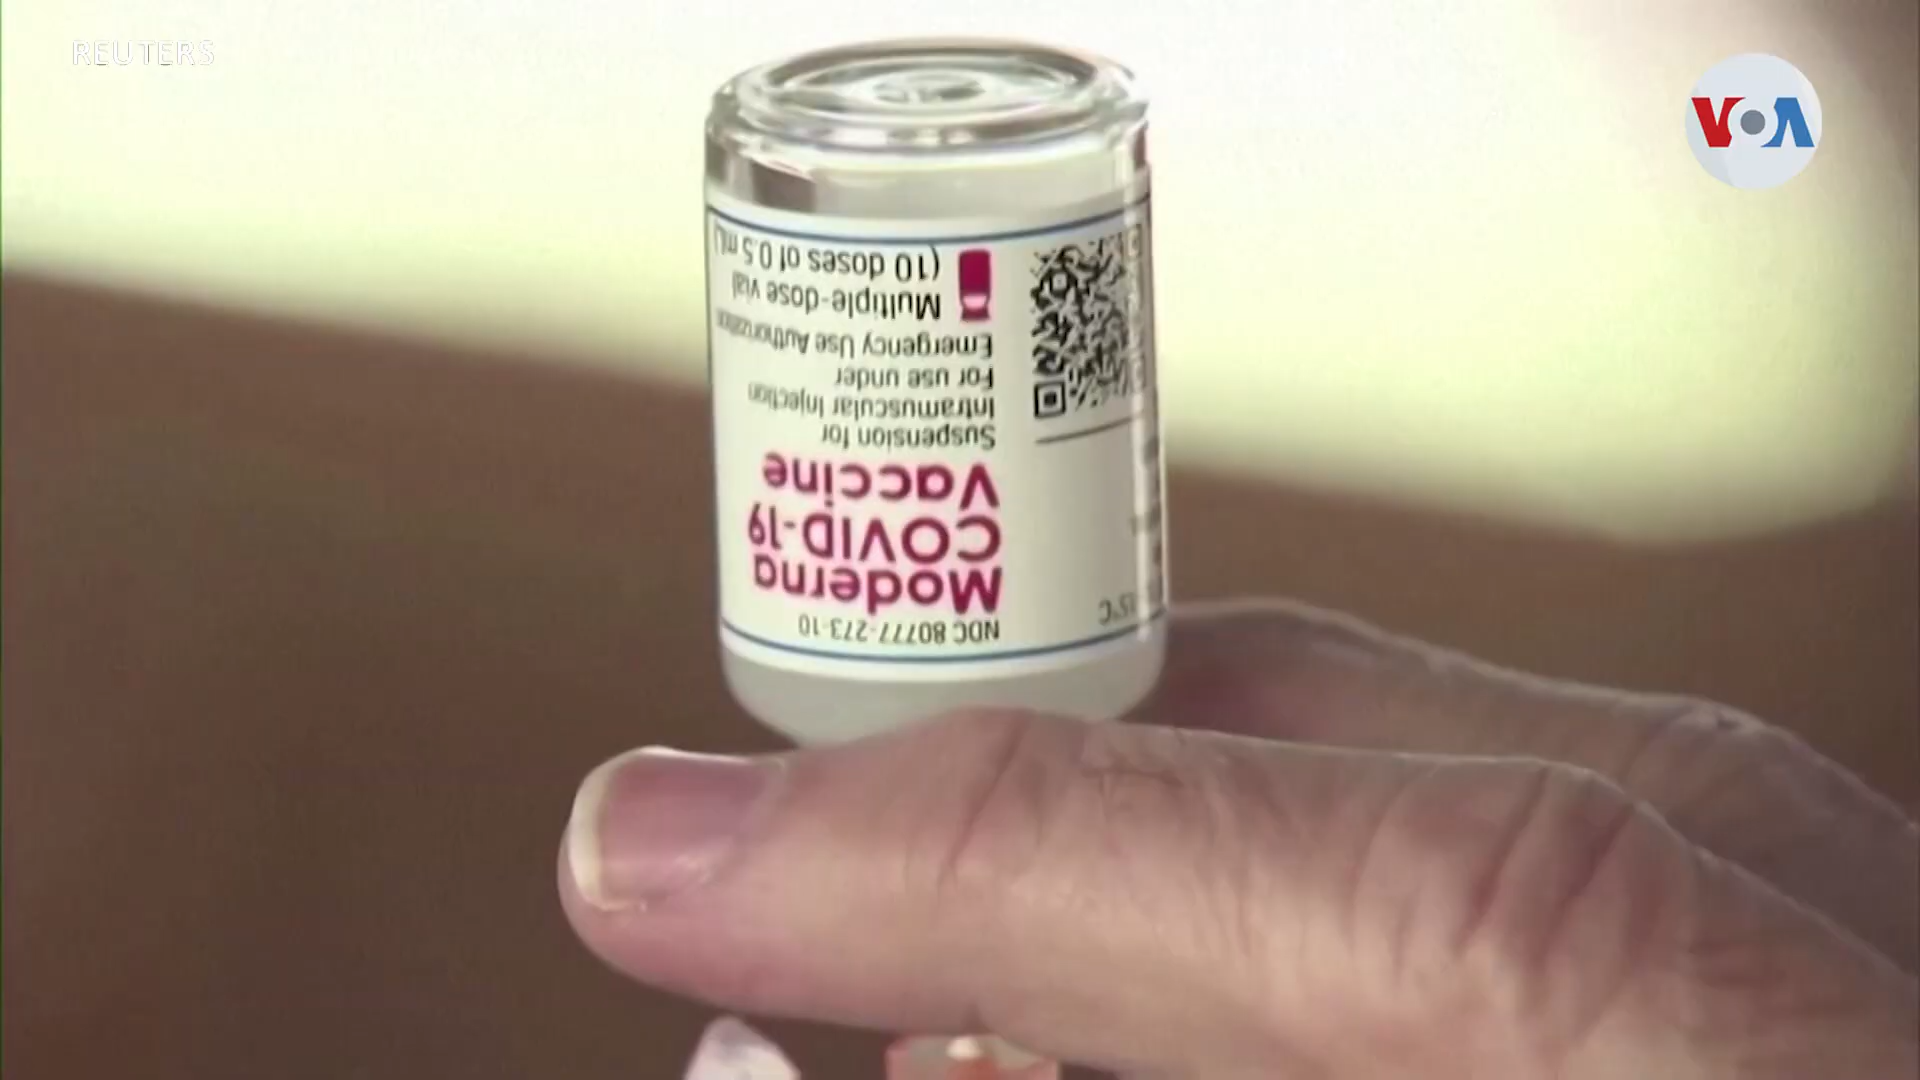 REUTERS
VOA
NDC 80777-273-10
Moderna
COVID-19
Vaccine
Suspension for
Intramuscular Injection
For use under
Emergency Use Authorization
Multiple-dose vial
(10 doses of 0.5 mL)
15°C